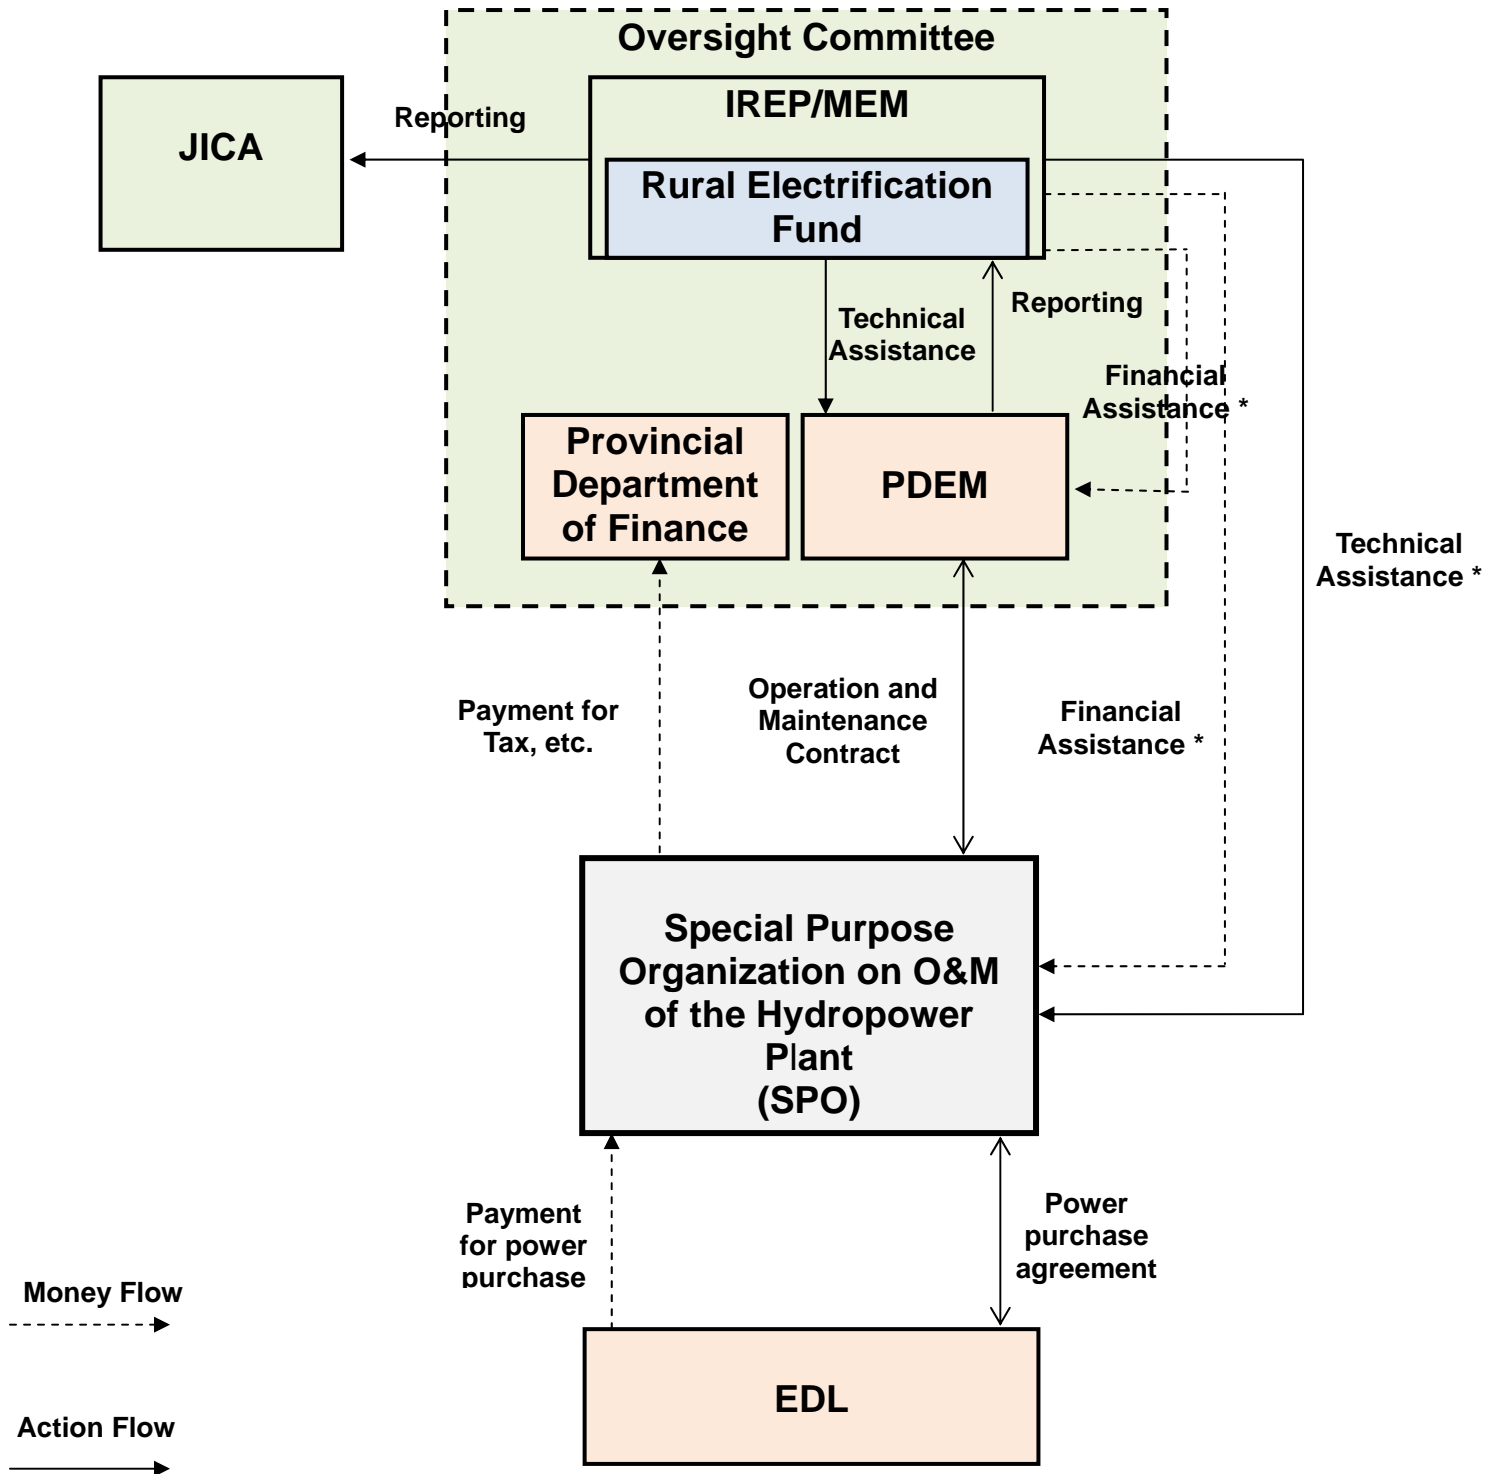 Oversight Committee
JICA
Reporting
IREP/MEM
Rural Electrification
Fund
Technical
Assistance
Reporting
Financial
Assistance *
Provincial
Department
of Finance
PDEM
Technical
Assistance *
Payment for
Tax, etc.
Operation and
Maintenance
Contract
Financial
Assistance *
Special Purpose
Organization on O&M
of the Hydropower
Plant
(SPO)
Payment
for power
purchase
Power
purchase
agreement
Money Flow
EDL
Action Flow